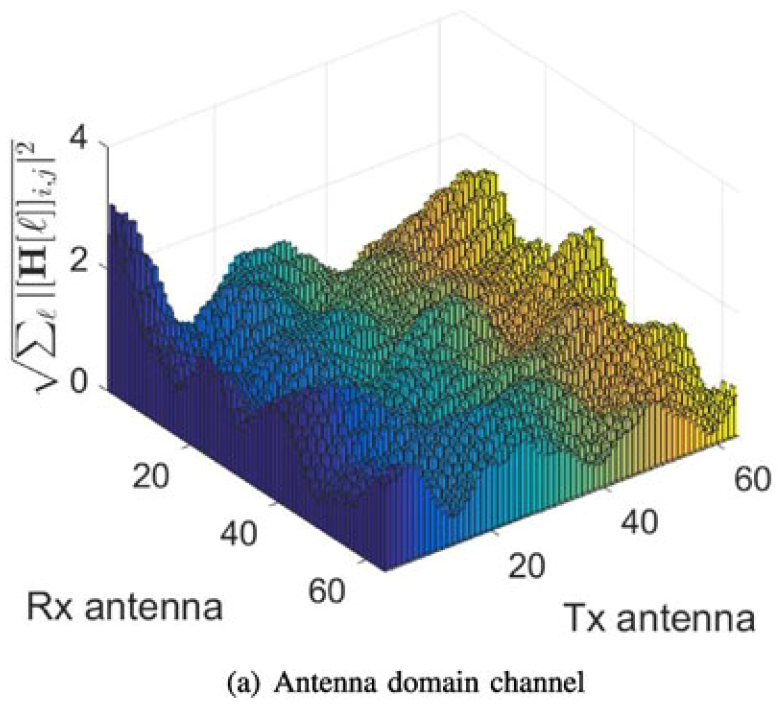 4
2
0
√∑ℓ |[H[ℓ]]i,j|²
20
40
60
Rx antenna
20
40
60
Tx antenna
(a) Antenna domain channel